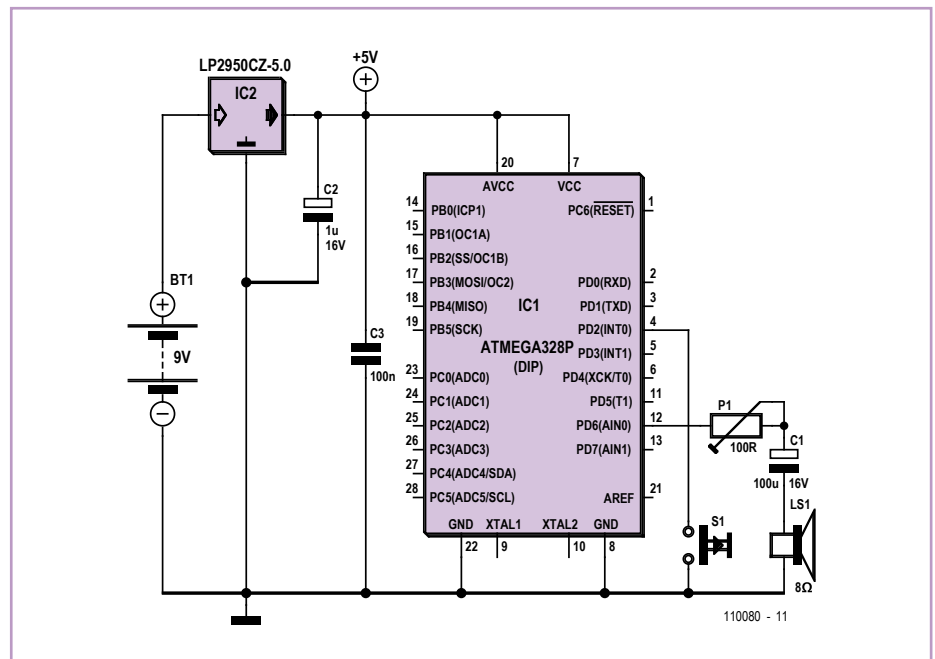 LP2950CZ-5.0
IC2
+5V
C2
1u
16V
BT1
9V
C3
100n
20
7
AVCC
VCC
14
PB0(ICP1)
15
PB1(OC1A)
16
PB2(SS/OC1B)
17
PB3(MOSI/OC2)
18
PB4(MISO)
19
PB5(SCK)
23
PC0(ADC0)
24
PC1(ADC1)
25
PC2(ADC2)
26
PC3(ADC3)
27
PC4(ADC4/SDA)
28
PC5(ADC5/SCL)
IC1
ATMEGA328P
(DIP)
PC6(RESET)
1
PD0(RXD)
2
PD1(TXD)
3
PD2(INT0)
4
PD3(INT1)
5
PD4(XCK/T0)
6
PD5(T1)
11
PD6(AIN0)
12
PD7(AIN1)
13
AREF
21
GND
XTAL1
XTAL2
GND
22
9
10
8
P1
100R
C1
100u
16V
S1
LS1
8Ω
110080 - 11